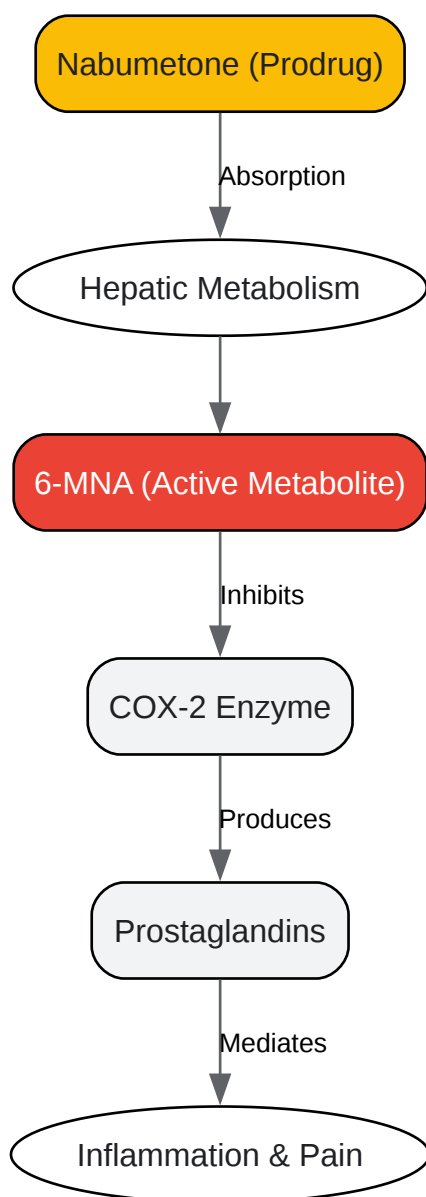 Nabumetone (Prodrug)
Absorption
Hepatic Metabolism
6-MNA (Active Metabolite)
Inhibits
COX-2 Enzyme
Produces
Prostaglandins
Mediates
Inflammation & Pain